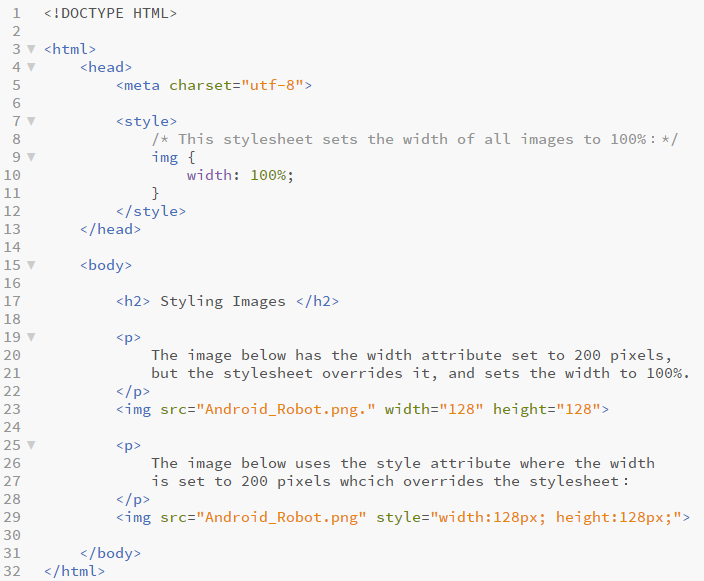 1 <!DOCTYPE HTML>
2
3 <html>
4 <head>
5 <meta charset="utf-8">
6
7 <style>
8 /* This stylesheet sets the width of all images to 100%:*/
9 img {
10 width: 100%;
11 }
12 </style>
13 </head>
14
15 <body>
16
17 <h2> Styling Images </h2>
18
19 <p>
20 The image below has the width attribute set to 200 pixels,
21 but the stylesheet overrides it, and sets the width to 100%.
22 </p>
23 <img src="Android_Robot.png." width="128" height="128">
24
25 <p>
26 The image below uses the style attribute where the width
27 is set to 200 pixels whcich overrides the stylesheet:
28 </p>
29 <img src="Android_Robot.png" style="width:128px; height:128px;">
30
31 </body>
32 </html>